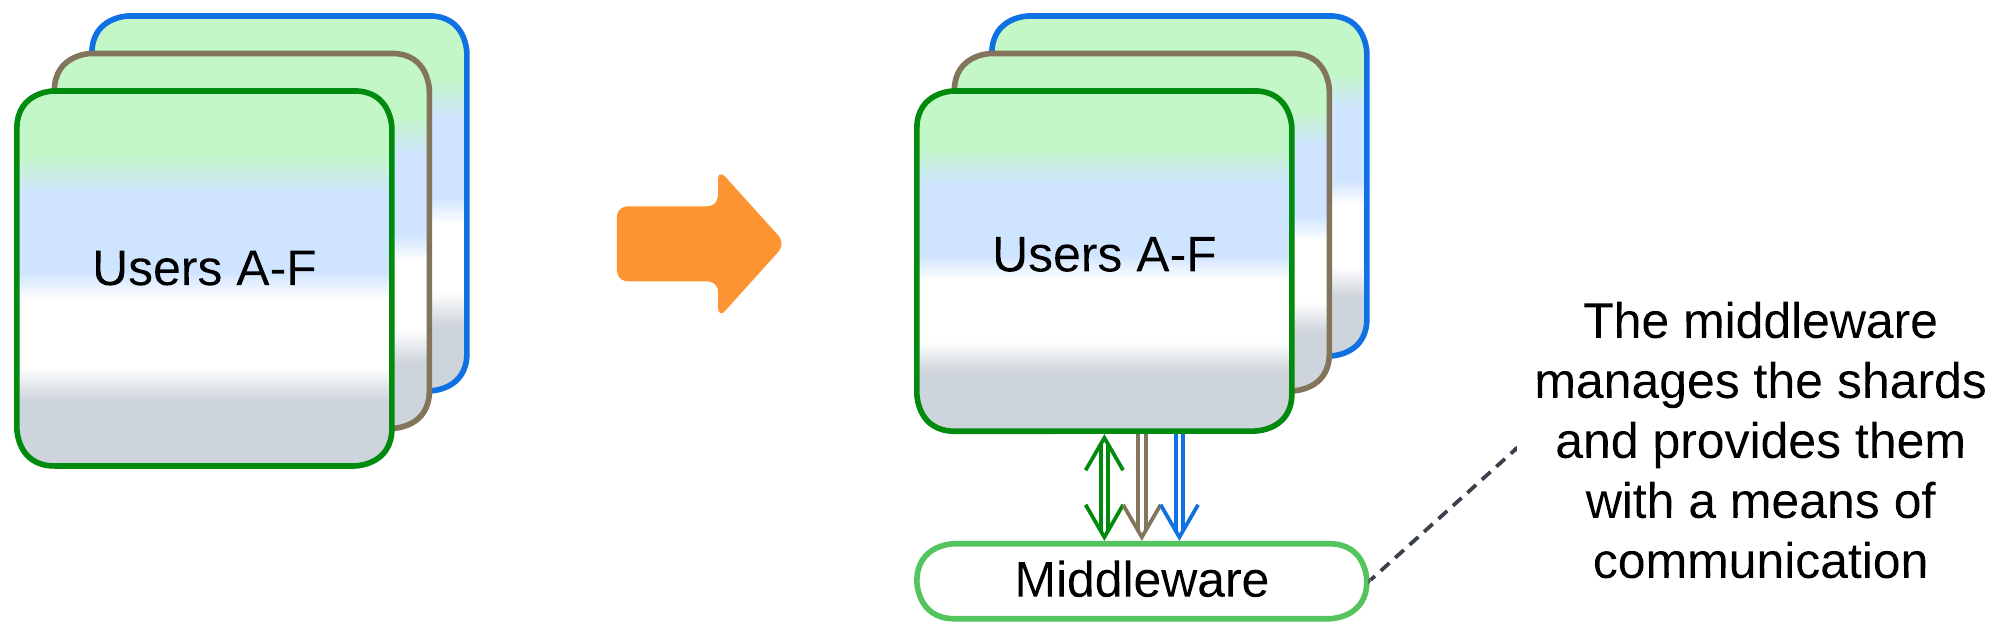 Users A-F
Users A-F
The middleware
manages the shards
and provides them
with a means of
communication
Middleware